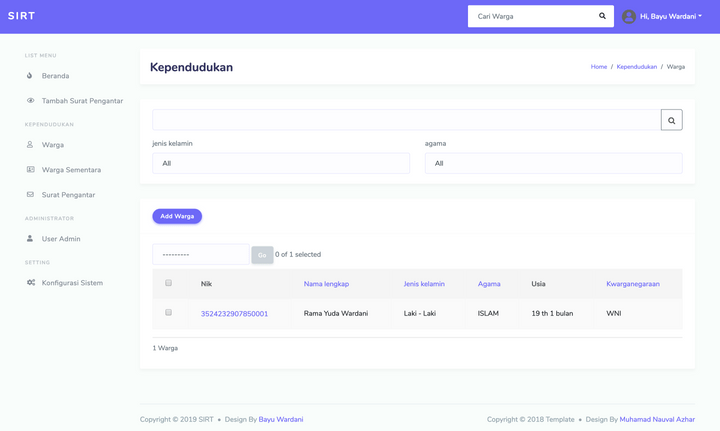 SIRT
Cari Warga
Hi, Bayu Wardani
LIST MENU
Beranda
Tambah Surat Pengantar
KEPENDUDUKAN
Warga
Warga Sementara
Surat Pengantar
ADMINISTRATOR
User Admin
SETTING
Konfigurasi Sistem
Kependudukan
Home / Kependudukan / Warga
jenis kelamin
agama
All
All
Add Warga
---------
Go
0 of 1 selected
Nik Nama lengkap Jenis kelamin Agama Usia Kwarganegaraan
3524232907850001 Rama Yuda Wardani Laki - Laki ISLAM 19 th 1 bulan WNI
1 Warga
Copyright © 2019 SIRT • Design By Bayu Wardani
Copyright © 2018 Template • Design By Muhamad Nauval Azhar